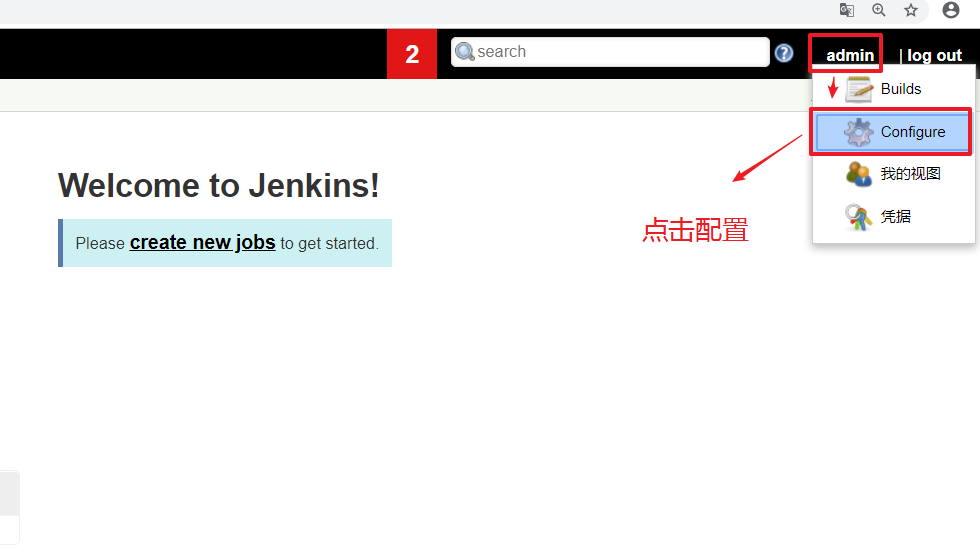 2
search
admin
| log out
Builds
Configure
我的视图
凭据
Welcome to Jenkins!
Please create new jobs to get started.
点击配置